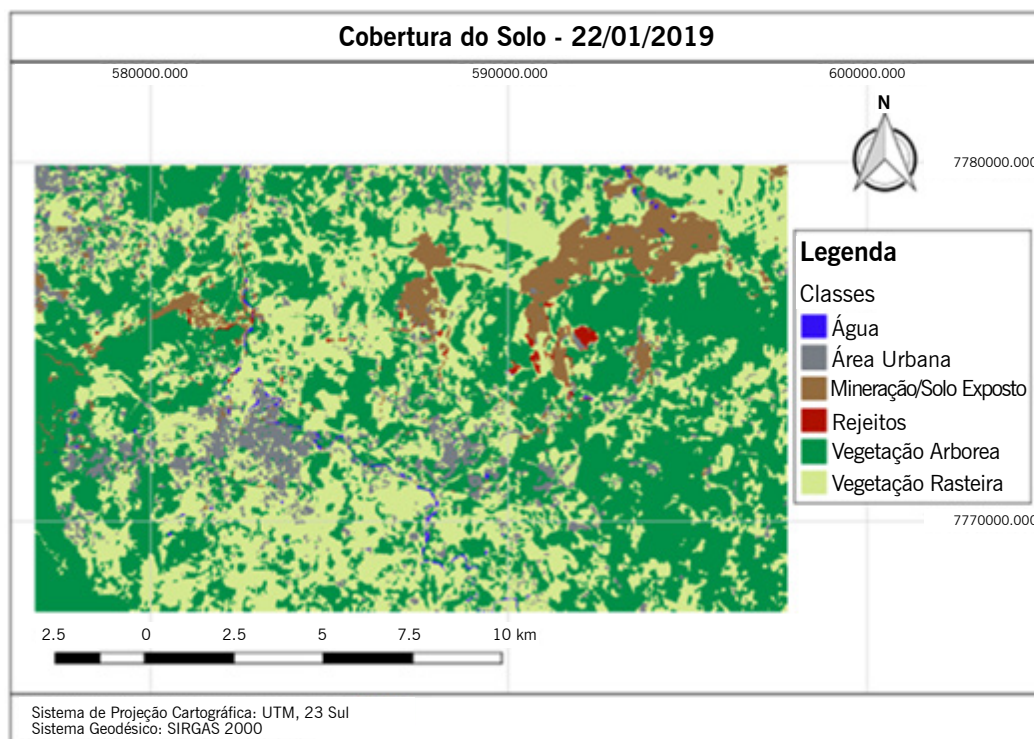 Cobertura do Solo - 22/01/2019
580000.000 590000.000 600000.000
N
7780000.000
Legenda
Classes
Água
Área Urbana
Mineração/Solo Exposto
Rejeitos
Vegetação Arborea
Vegetação Rasteira
7770000.000
2.5 0 2.5 5 7.5 10 km
Sistema de Projeção Cartográfica: UTM, 23 Sul
Sistema Geodésico: SIRGAS 2000